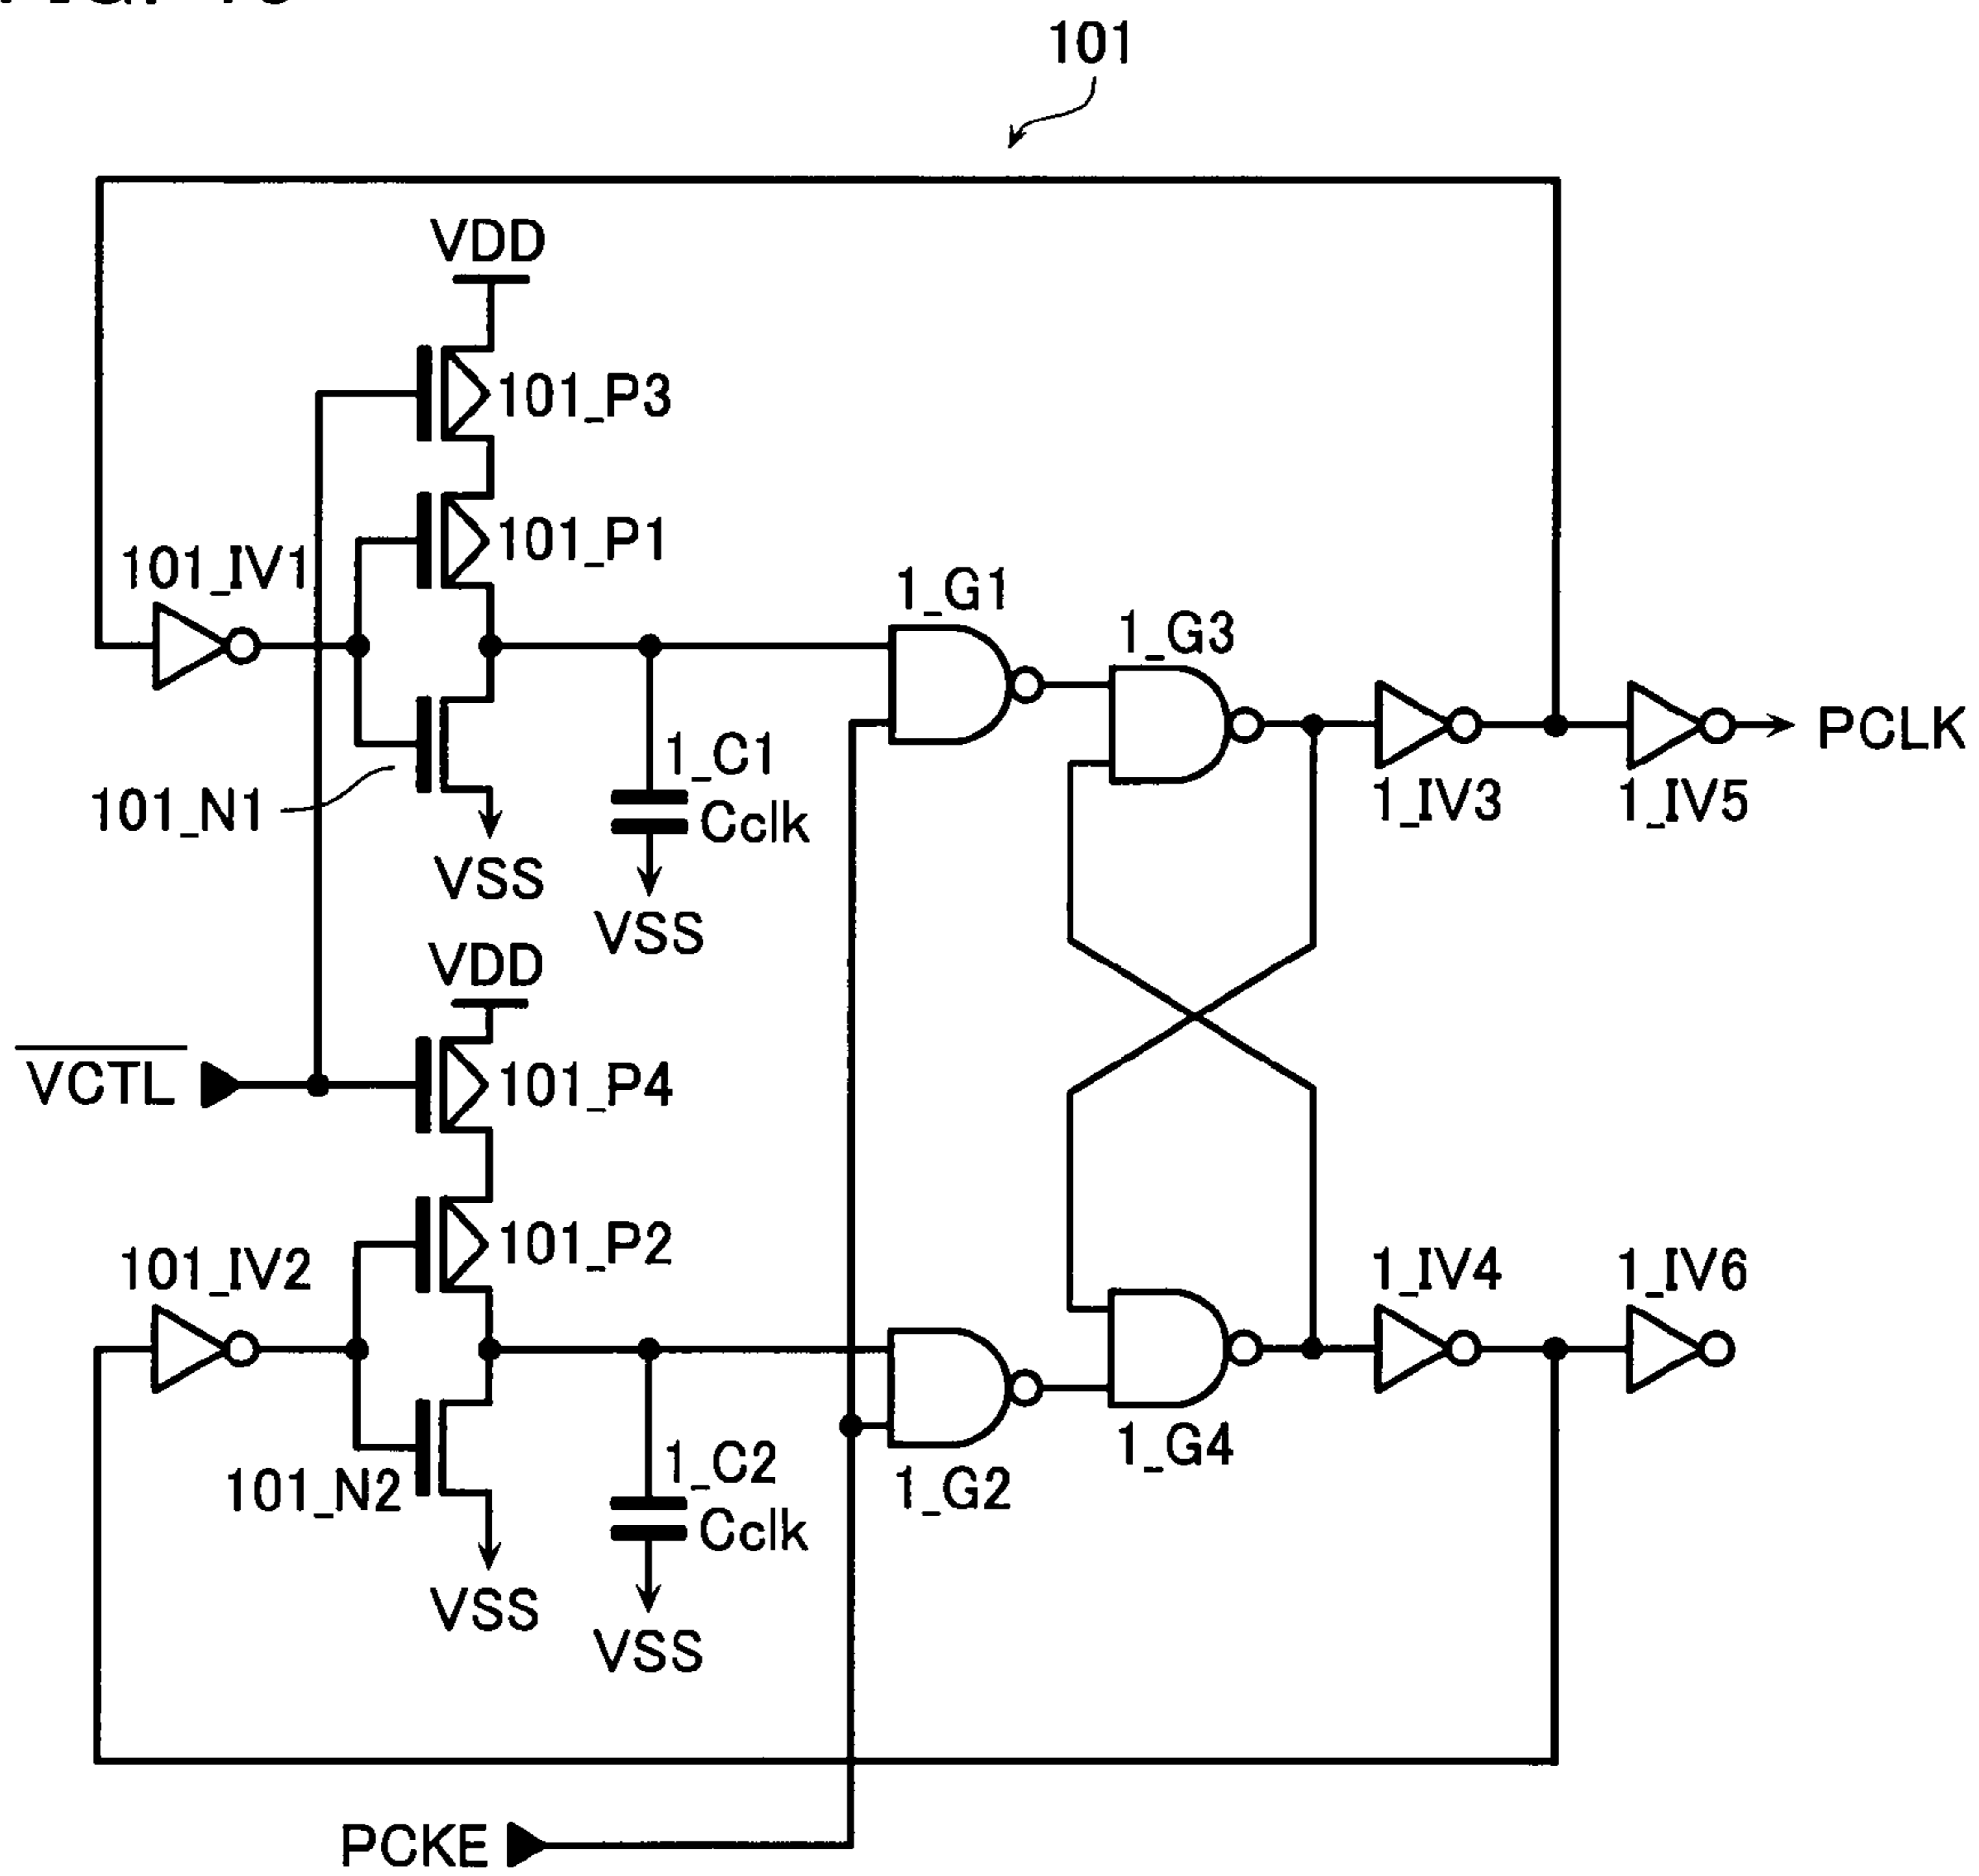 101
VDD
101_P3
101_P1
101_IV1
1_G1
1_G3
PCLK
1_C1
Cclk
101_N1
1_IV3
1_IV5
VSS
VSS
VDD
VCTL
101_P4
101_P2
101_IV2
1_IV4
1_IV6
1_C2
Cclk
101_N2
1_G2
1_G4
VSS
VSS
PCKE